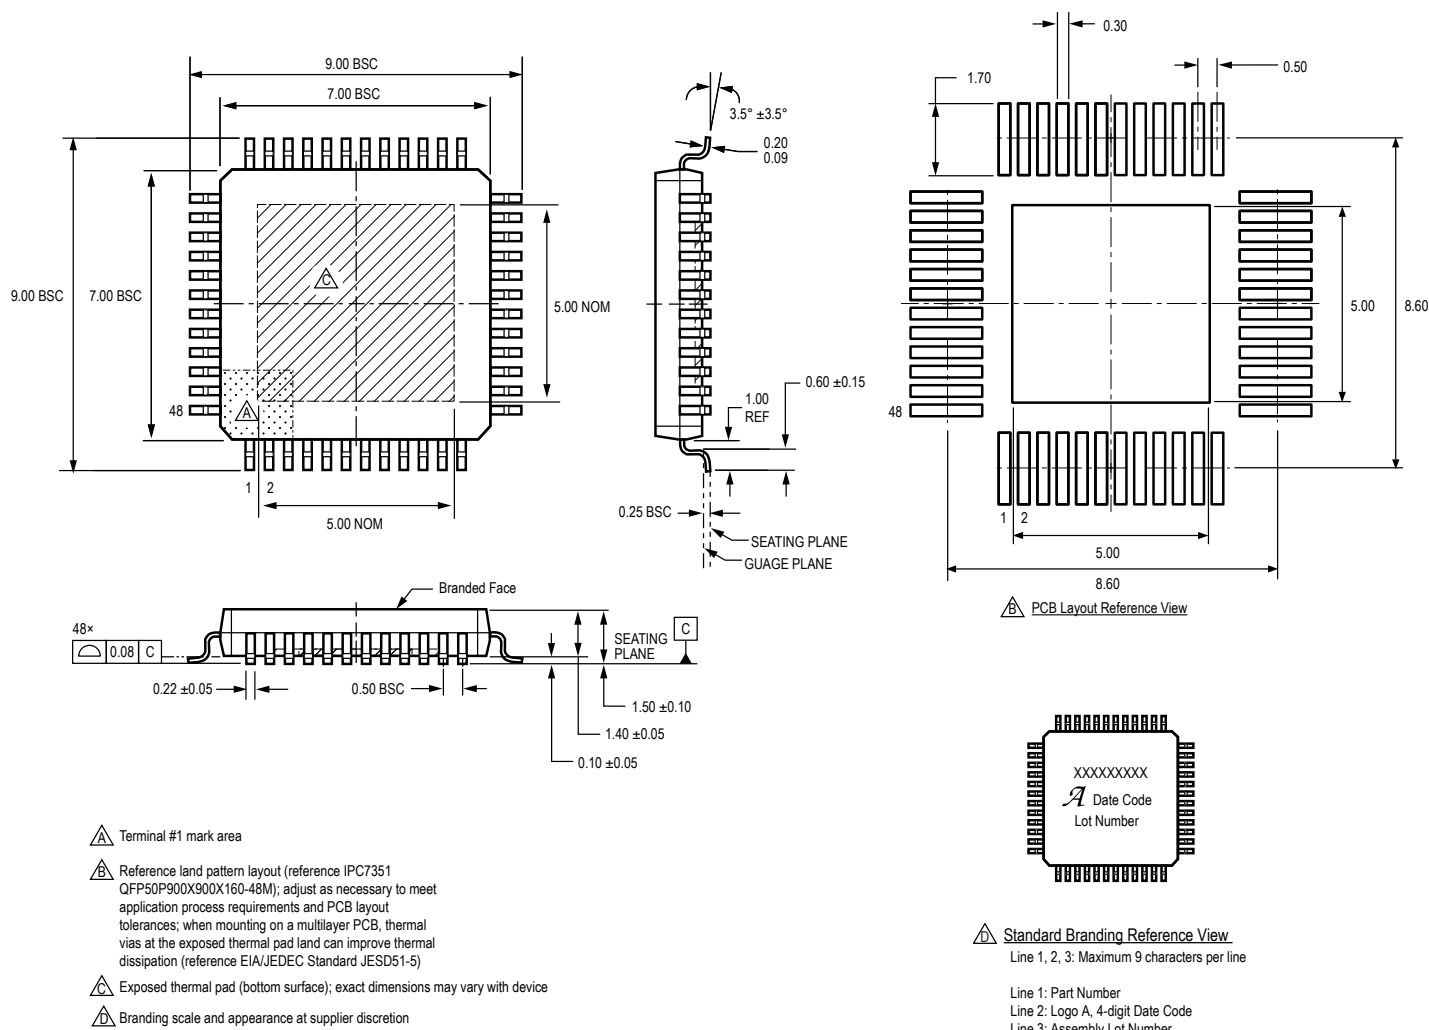 9.00 BSC
7.00 BSC
9.00 BSC
7.00 BSC
C
5.00 NOM
A
48
1 2
5.00 NOM
3.5° ±3.5°
0.20
0.09
0.60 ±0.15
1.00
REF
0.25 BSC
SEATING PLANE
GUAGE PLANE
0.30
0.50
1.70
5.00
8.60
48
1 2
5.00
8.60
B PCB Layout Reference View
Branded Face
48×
0.08 C
SEATING
PLANE
C
0.22 ±0.05
0.50 BSC
1.50 ±0.10
1.40 ±0.05
0.10 ±0.05
XXXXXXXXX
A Date Code
Lot Number
A Terminal #1 mark area
B Reference land pattern layout (reference IPC7351
QFP50P900X900X160-48M); adjust as necessary to meet
application process requirements and PCB layout
tolerances; when mounting on a multilayer PCB, thermal
vias at the exposed thermal pad land can improve thermal
dissipation (reference EIA/JEDEC Standard JESD51-5)
C Exposed thermal pad (bottom surface); exact dimensions may vary with device
D Branding scale and appearance at supplier discretion
D Standard Branding Reference View
Line 1, 2, 3: Maximum 9 characters per line
Line 1: Part Number
Line 2: Logo A, 4-digit Date Code
Line 3: Assembly Lot Number